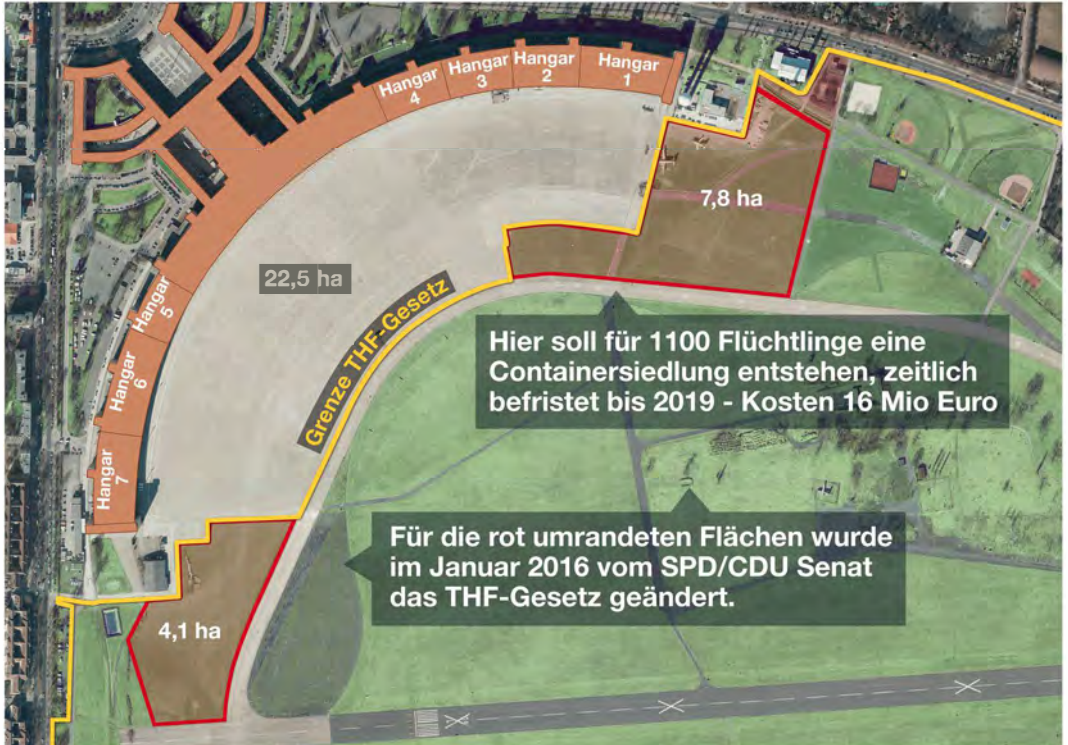 Hangar
1
Hangar
2
Hangar
3
Hangar
4
7,8 ha
22,5 ha
Hangar
5
Grenze THF-Gesetz
Hier soll für 1100 Flüchtlinge eine
Containersiedlung entstehen, zeitlich
befristet bis 2019 - Kosten 16 Mio Euro
Hangar
6
Hangar
7
Für die rot umrandeten Flächen wurde
im Januar 2016 vom SPD/CDU Senat
das THF-Gesetz geändert.
4,1 ha